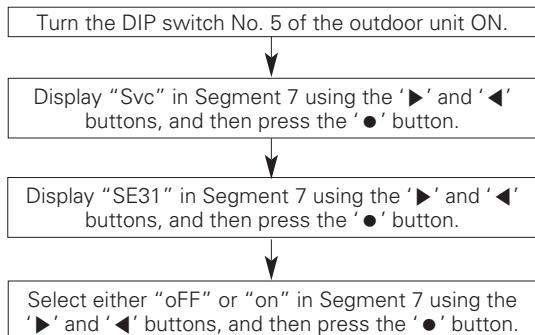 Turn the DIP switch No. 5 of the outdoor unit ON.
Display “Svc” in Segment 7 using the ‘▶’ and ‘◀’
buttons, and then press the ‘●’ button.
Display “SE31” in Segment 7 using the ‘▶’ and ‘◀’
buttons, and then press the ‘●’ button.
Select either “oFF” or “on” in Segment 7 using the
‘▶’ and ‘◀’ buttons, and then press the ‘●’ button.